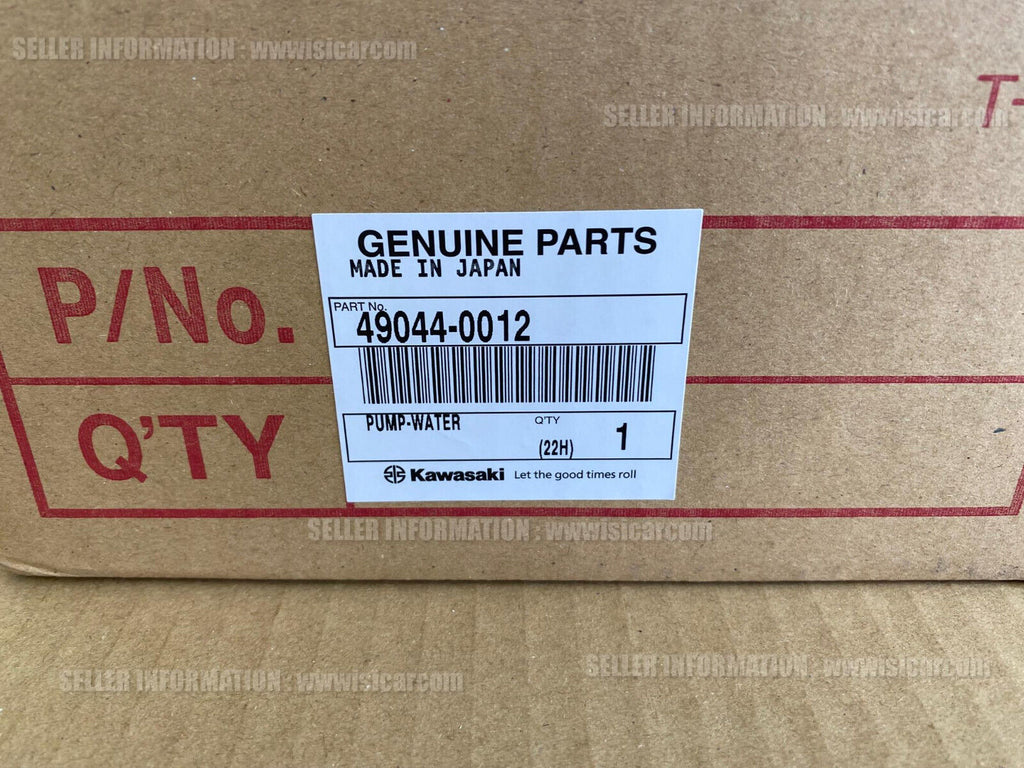 SELLER INFORMATION : www.isicar.com
T-
SELLER INFORMATION : www.isicar.com
GENUINE PARTS
MADE IN JAPAN
P/No.
PART No.
49044-0012
Q'TY
PUMP-WATER
Q'TY
(22H)
1
Kawasaki Let the good times roll
SELLER INFORMATION : www.isicar.com
SELLER INFORMATION : www.isicar.com
SELLER INFORMATION : www.isicar.com